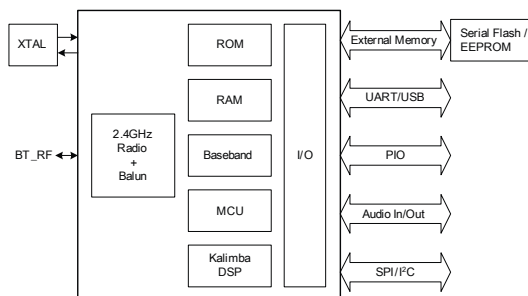 XTAL
ROM
External Memory
Serial Flash /
EEPROM
RAM
UART/USB
2.4GHz
Radio
+
Balun
BT_RF
Baseband
I/O
PIO
MCU
Audio In/Out
Kalimba
DSP
SPI/I²C